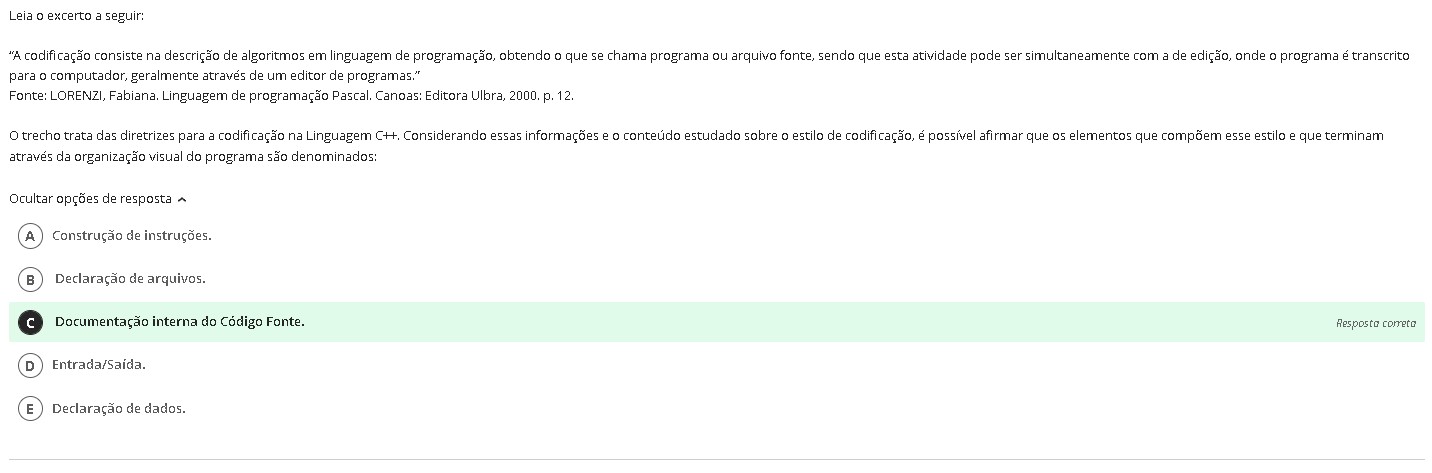 Leia o excerto a seguir:
“A codificação consiste na descrição de algoritmos em linguagem de programação, obtendo o que se chama programa ou arquivo fonte, sendo que esta atividade pode ser simultaneamente com a de edição, onde o programa é transcrito
para o computador, geralmente através de um editor de programas.”
Fonte: LORENZI, Fabiana. Linguagem de programação Pascal. Canoas: Editora Ulbra, 2000. p. 12.
O trecho trata das diretrizes para a codificação na Linguagem C++. Considerando essas informações e o conteúdo estudado sobre o estilo de codificação, é possível afirmar que os elementos que compõem esse estilo e que terminam
através da organização visual do programa são denominados:
Ocultar opções de resposta
A Construção de instruções.
B Declaração de arquivos.
C Documentação interna do Código Fonte. Resposta correta
D Entrada/Saída.
E Declaração de dados.